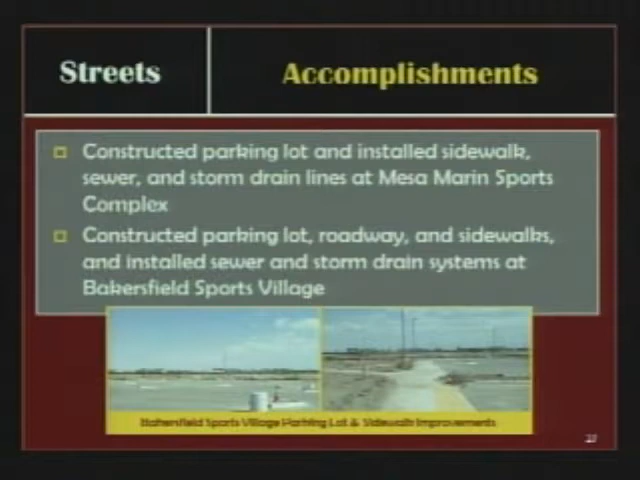 Streets
Accomplishments
Constructed parking lot and installed sidewalk,
sewer, and storm drain lines at Mesa Marin Sports
Complex
Constructed parking lot, roadway, and sidewalks,
and installed sewer and storm drain systems at
Bakersfield Sports Village
Bakersfield Sports Village Parking Lot & Sidewalk Improvements